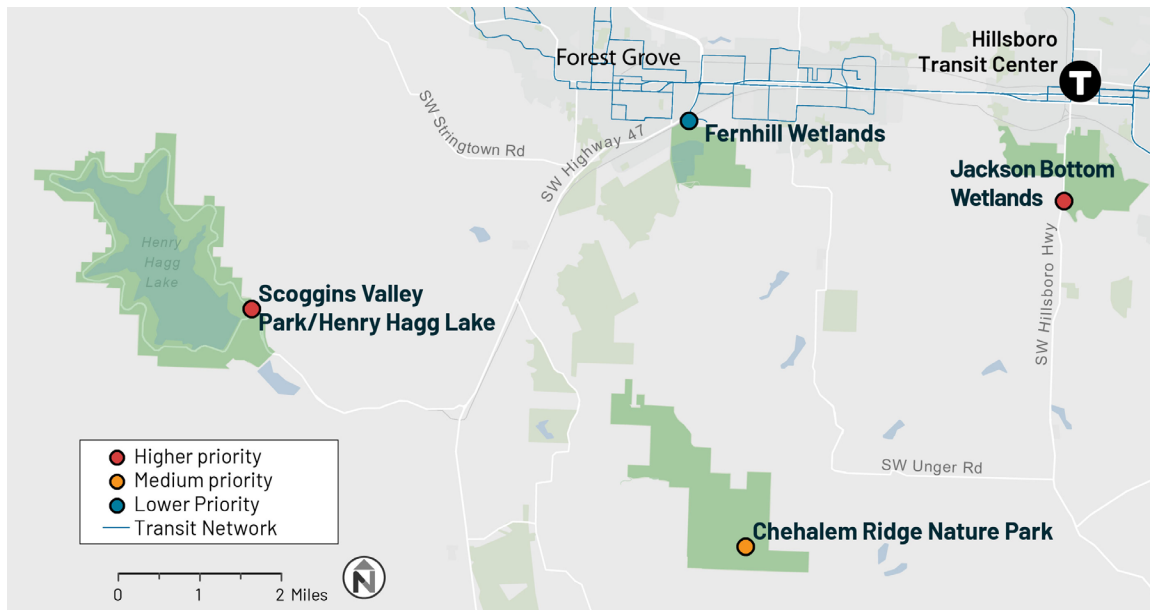 Hillsboro
Transit Center
T
Forest Grove
Fernhill Wetlands
SW Stringtown Rd
SW Highway 47
Jackson Bottom
Wetlands
Henry
Hagg
Lake
Scoggins Valley
Park/Henry Hagg Lake
SW Hillsboro Hwy
SW Unger Rd
Chehalem Ridge Nature Park
Higher priority
Medium priority
Lower Priority
Transit Network
0 1 2 Miles
N